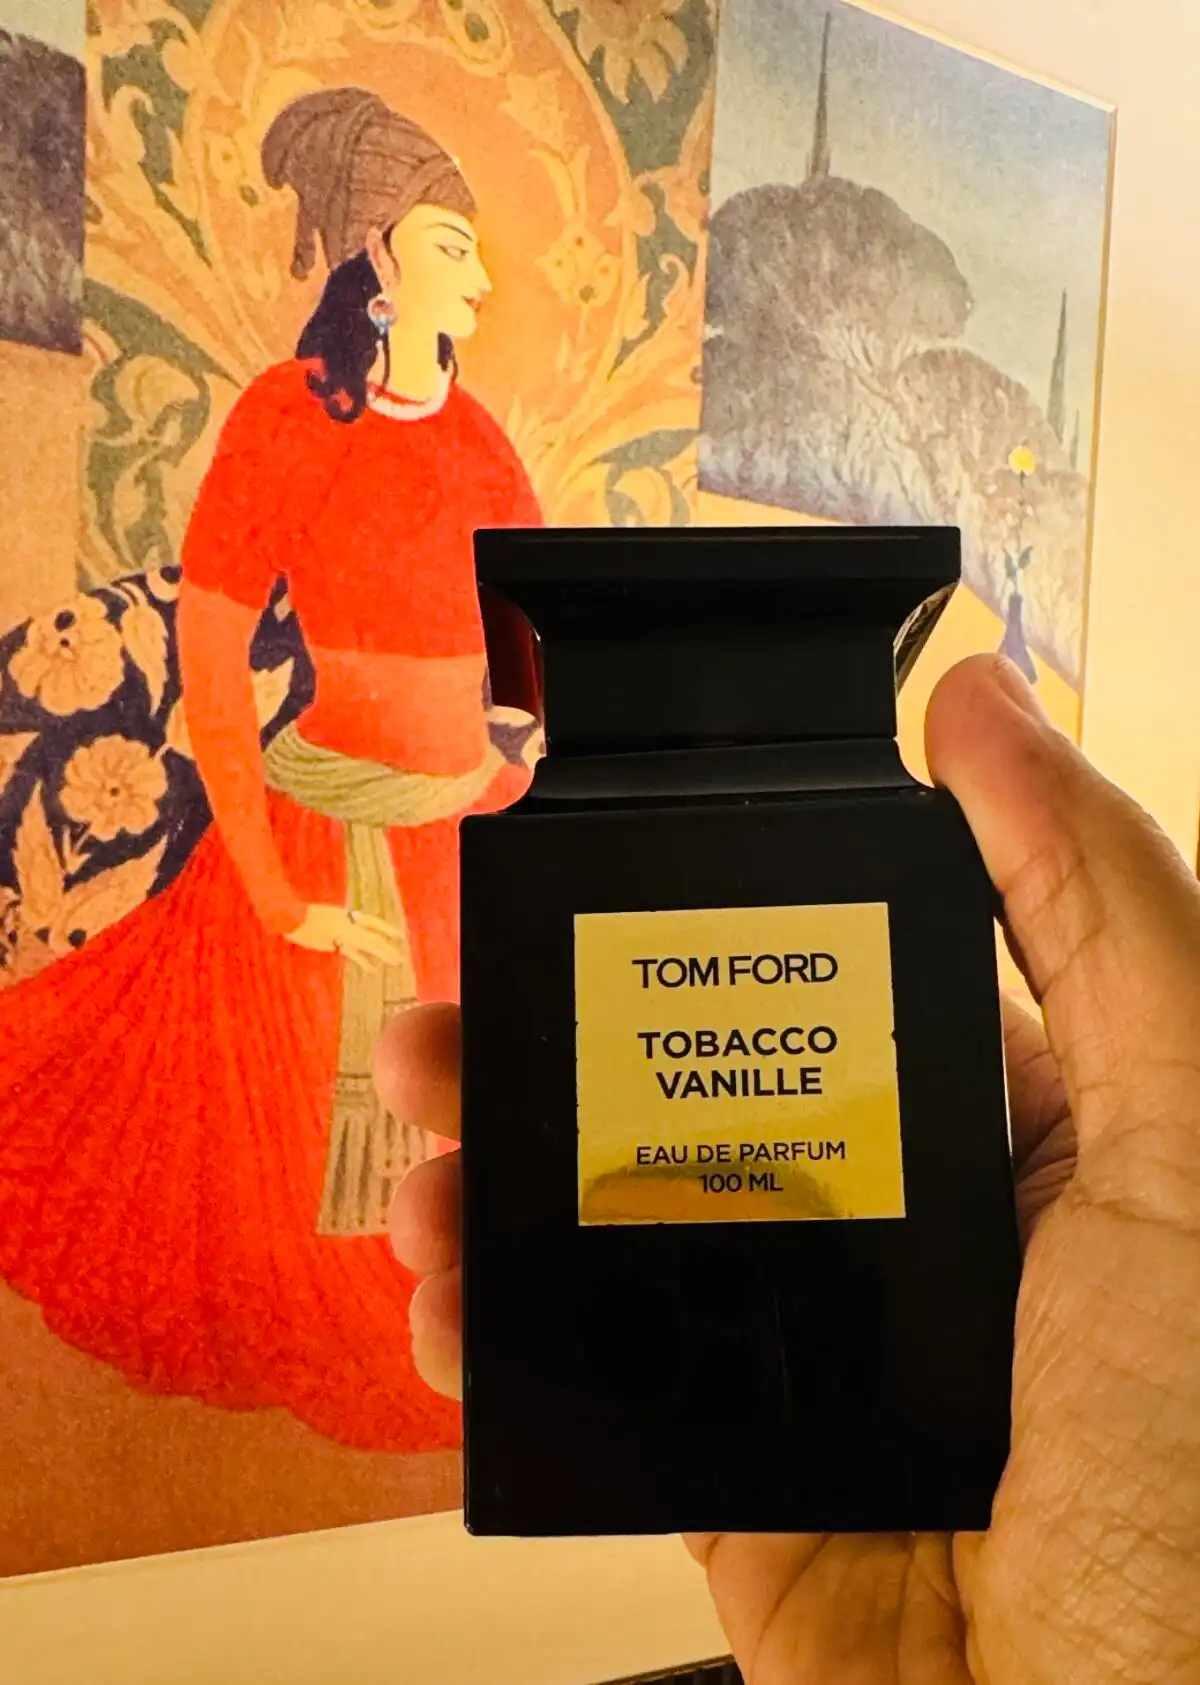 TOM FORD
TOBACCO
VANILLE
EAU DE PARFUM
100 ML